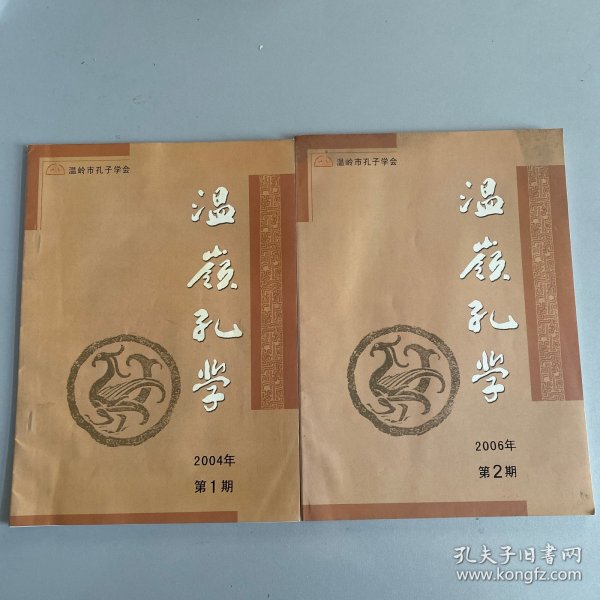 温岭市孔子学会
温嶺孔学
2004年
第1期
温岭市孔子学会
温嶺孔学
2006年
第2期
孔夫子旧书网
www.kongfz.com